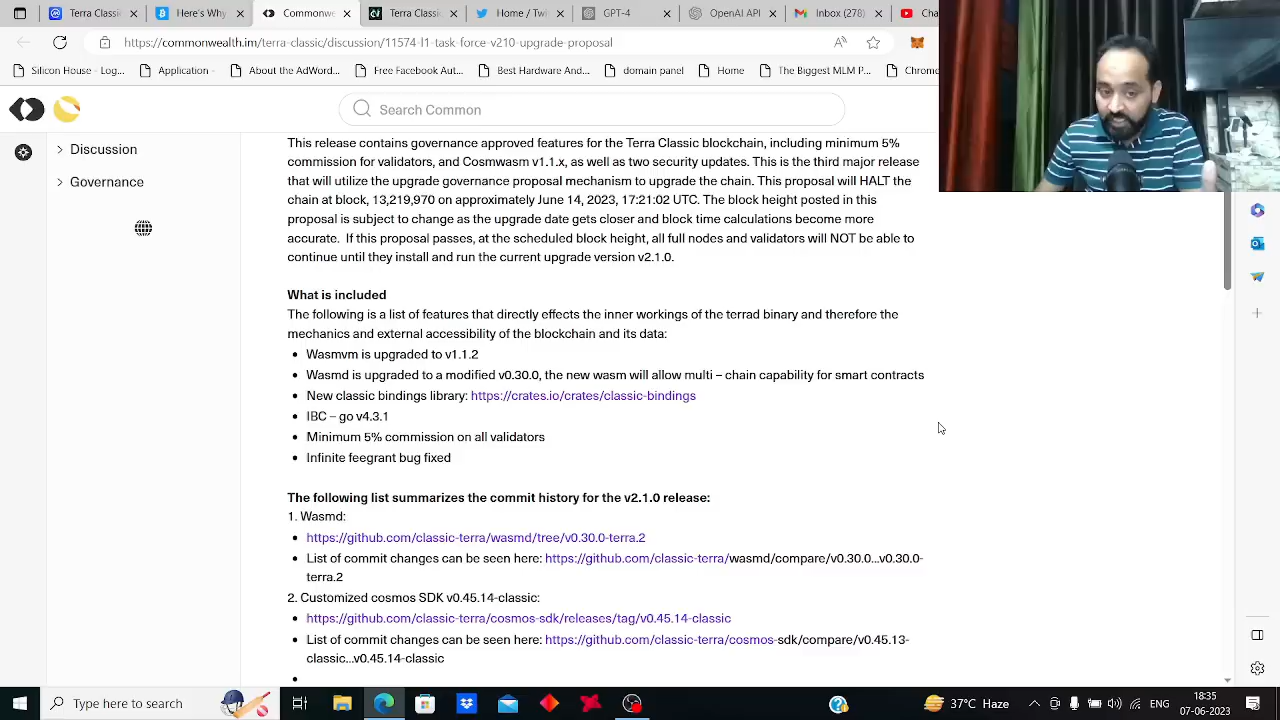 Terra Classic
Here's Why
Commonw
Terra Classic
Home / Twi
GPT-4
OpenAI API
Inbox (278)
Cha
https://commonwealth.im/terra-classic/discussion/11574-l1-task-force-v210-upgrade-proposal
Silicon House - Log...
Application -
About the AdWord...
Free Facebook Aut...
Best Hardware And...
domain panel
Home
The Biggest MLM P...
Chrome
Search Common
Discussion
Governance
This release contains governance approved features for the Terra Classic blockchain, including minimum 5%
commission for validators, and Cosmwasm v1.1.x, as well as two security updates. This is the third major release
that will utilize the upgrade governance proposal mechanism to upgrade the chain. This proposal will HALT the
chain at block, 13,219,970 on approximately June 14, 2023, 17:21:02 UTC. The block height posted in this
proposal is subject to change as the upgrade date gets closer and block time calculations become more
accurate.  If this proposal passes, at the scheduled block height, all full nodes and validators will NOT be able to
continue until they install and run the current upgrade version v2.1.0.
What is included
The following is a list of features that directly effects the inner workings of the terrad binary and therefore the
mechanics and external accessibility of the blockchain and its data:
• Wasmvm is upgraded to v1.1.2
• Wasmd is upgraded to a modified v0.30.0, the new wasm will allow multi – chain capability for smart contracts
• New classic bindings library: https://crates.io/crates/classic-bindings
• IBC – go v4.3.1
• Minimum 5% commission on all validators
• Infinite feegrant bug fixed
The following list summarizes the commit history for the v2.1.0 release:
1. Wasmd:
• https://github.com/classic-terra/wasmd/tree/v0.30.0-terra.2
• List of commit changes can be seen here: https://github.com/classic-terra/wasmd/compare/v0.30.0...v0.30.0-
terra.2
2. Customized cosmos SDK v0.45.14-classic:
• https://github.com/classic-terra/cosmos-sdk/releases/tag/v0.45.14-classic
• List of commit changes can be seen here: https://github.com/classic-terra/cosmos-sdk/compare/v0.45.13-
classic...v0.45.14-classic
•
Type here to search
37°C Haze
ENG
18:35
07-06-2023